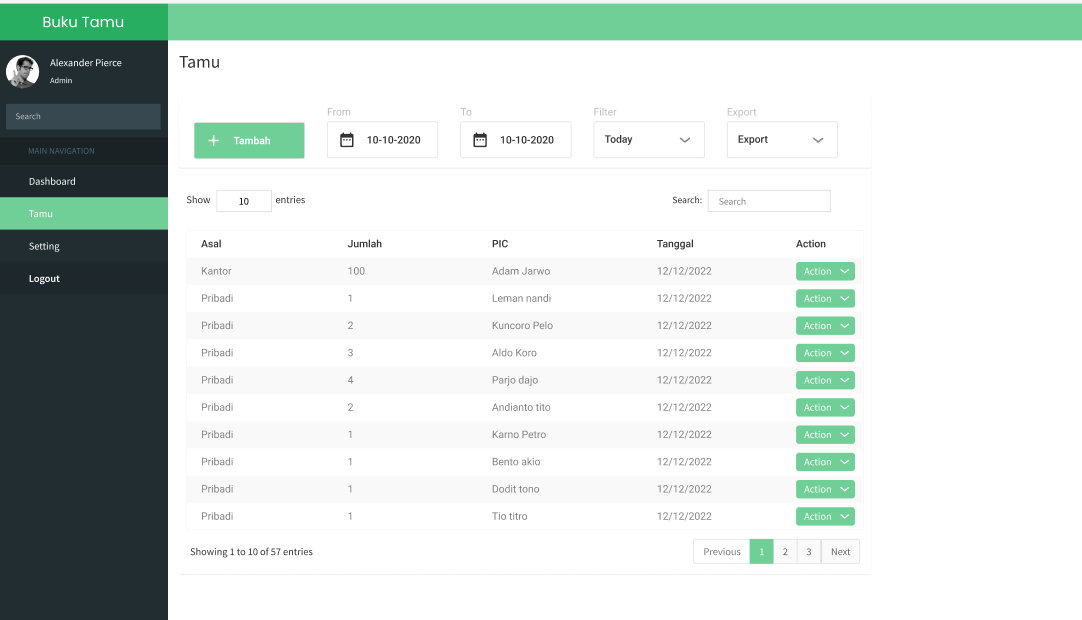 Buku Tamu
Alexander Pierce
Admin
Search
MAIN NAVIGATION
Dashboard
Tamu
Setting
Logout
Tamu
From To Filter Export
+ Tambah 10-10-2020 10-10-2020 Today Export
Show 10 entries Search: Search
Asal Jumlah PIC Tanggal Action
Kantor 100 Adam Jarwo 12/12/2022 Action
Pribadi 1 Leman nandi 12/12/2022 Action
Pribadi 2 Kuncoro Pelo 12/12/2022 Action
Pribadi 3 Aldo Koro 12/12/2022 Action
Pribadi 4 Parjo dajo 12/12/2022 Action
Pribadi 2 Andianto tito 12/12/2022 Action
Pribadi 1 Karno Petro 12/12/2022 Action
Pribadi 1 Bento akio 12/12/2022 Action
Pribadi 1 Dodit tono 12/12/2022 Action
Pribadi 1 Tio titro 12/12/2022 Action
Showing 1 to 10 of 57 entries Previous 1 2 3 Next